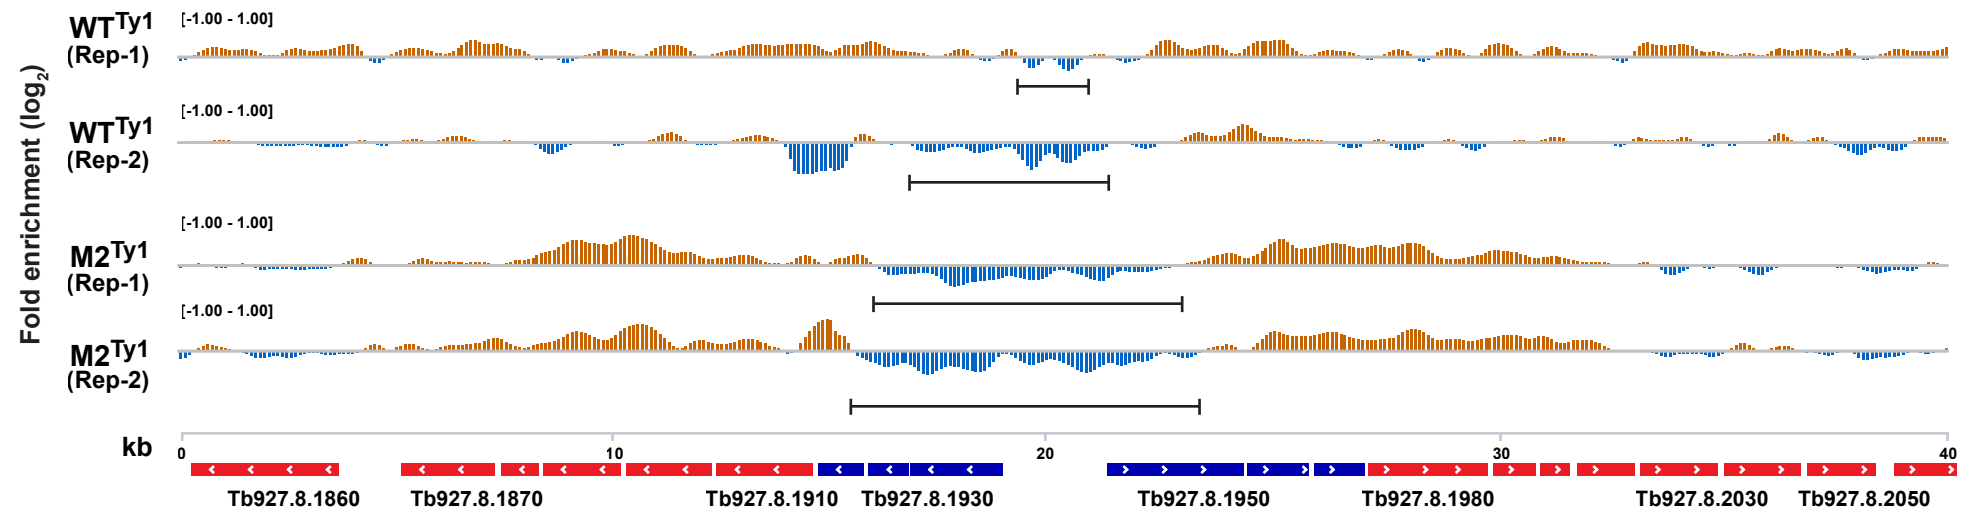 Fold enrichment (log2)
WTTy1
(Rep-1)
[-1.00 - 1.00]
WTTy1
(Rep-2)
[-1.00 - 1.00]
M2Ty1
(Rep-1)
[-1.00 - 1.00]
M2Ty1
(Rep-2)
[-1.00 - 1.00]
kb
0 10 20 30 40
Tb927.8.1860 Tb927.8.1870 Tb927.8.1910 Tb927.8.1930 Tb927.8.1950 Tb927.8.1980 Tb927.8.2030 Tb927.8.2050